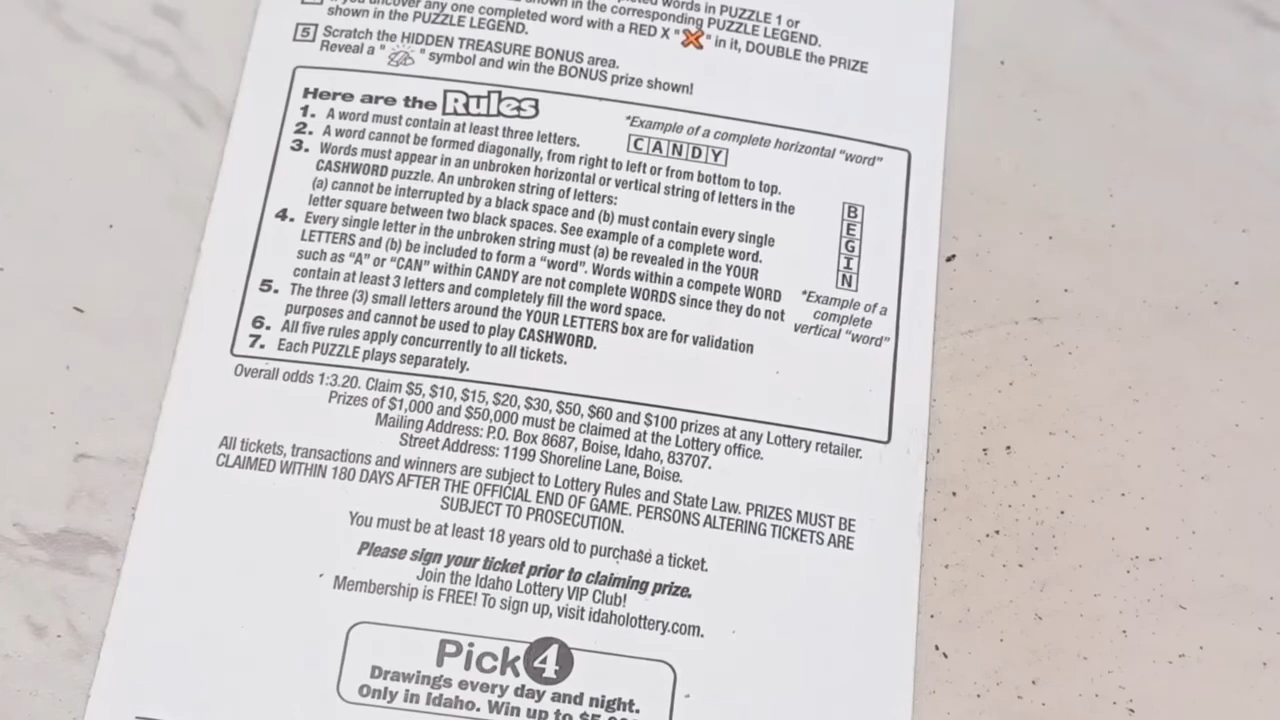 words in PUZZLE 1 or
shown in the corresponding PUZZLE LEGEND.
you uncover any one completed word with a RED X "X" in it, DOUBLE the PRIZE
shown in the PUZZLE LEGEND.
5 Scratch the HIDDEN TREASURE BONUS area.
Reveal a " " symbol and win the BONUS prize shown!
Here are the Rules
1. A word must contain at least three letters.
2. A word cannot be formed diagonally, from right to left or from bottom to top.
3. Words must appear in an unbroken horizontal or vertical string of letters in the
CASHWORD puzzle. An unbroken string of letters:
(a) cannot be interrupted by a black space and (b) must contain every single
letter square between two black spaces. See example of a complete word.
4. Every single letter in the unbroken string must (a) be revealed in the YOUR
LETTERS and (b) be included to form a "word". Words within a compete WORD
such as "A" or "CAN" within CANDY are not complete WORDS since they do not
contain at least 3 letters and completely fill the word space.
5. The three (3) small letters around the YOUR LETTERS box are for validation
purposes and cannot be used to play CASHWORD.
6. All five rules apply concurrently to all tickets.
7. Each PUZZLE plays separately.
*Example of a complete horizontal "word"
CANDY
B
E
G
I
N
*Example of a
complete
vertical "word"
Overall odds 1:3.20. Claim $5, $10, $15, $20, $30, $50, $60 and $100 prizes at any Lottery retailer.
Prizes of $1,000 and $50,000 must be claimed at the Lottery office.
Mailing Address: P.O. Box 8687, Boise, Idaho, 83707.
Street Address: 1199 Shoreline Lane, Boise.
All tickets, transactions and winners are subject to Lottery Rules and State Law. PRIZES MUST BE
CLAIMED WITHIN 180 DAYS AFTER THE OFFICIAL END OF GAME. PERSONS ALTERING TICKETS ARE
SUBJECT TO PROSECUTION.
You must be at least 18 years old to purchase a ticket.
Please sign your ticket prior to claiming prize.
Join the Idaho Lottery VIP Club!
Membership is FREE! To sign up, visit idaholottery.com.
Pick 4
Drawings every day and night.
Only in Idaho. Win up to